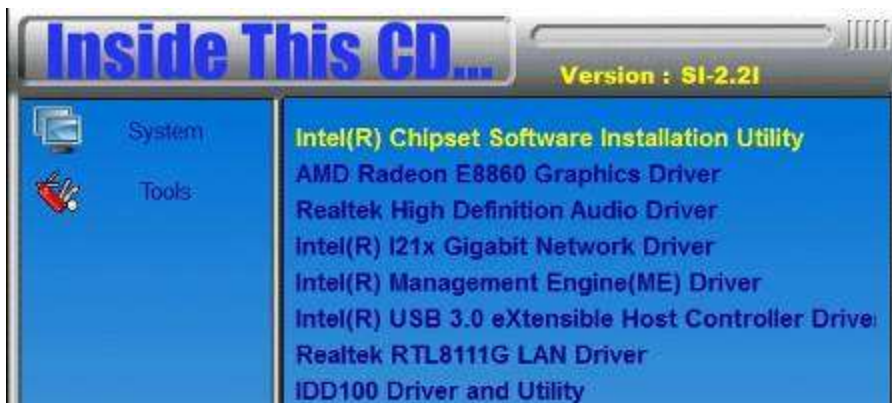 Inside This CD...
Version : SI-2.2I
System
Tools
Intel(R) Chipset Software Installation Utility
AMD Radeon E8860 Graphics Driver
Realtek High Definition Audio Driver
Intel(R) I21x Gigabit Network Driver
Intel(R) Management Engine(ME) Driver
Intel(R) USB 3.0 eXtensible Host Controller Drive
Realtek RTL8111G LAN Driver
IDD100 Driver and Utility